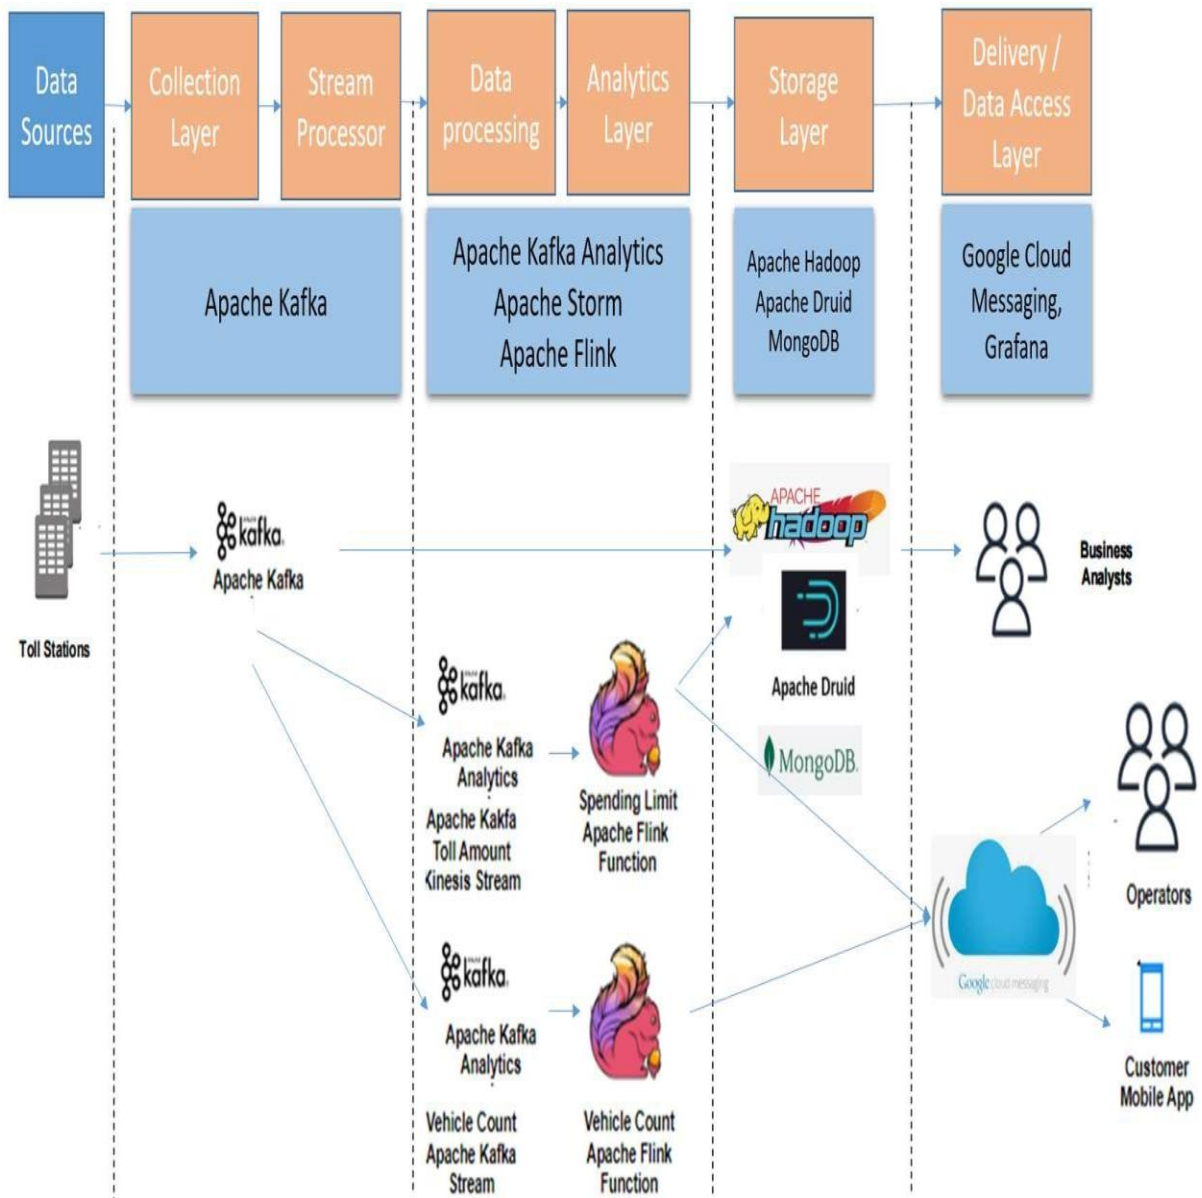 Data
Sources
Collection
Layer
Stream
Processor
Data
processing
Analytics
Layer
Storage
Layer
Delivery /
Data Access
Layer
Apache Kafka
Apache Kafka Analytics
Apache Storm
Apache Flink
Apache Hadoop
Apache Druid
MongoDB
Google Cloud
Messaging,
Grafana
Toll Stations
kafka.
Apache Kafka
APACHE
hadoop
Business
Analysts
Apache Druid
MongoDB.
kafka.
Apache Kafka
Analytics
Apache Kakfa
Toll Amount
Kinesis Stream
Spending Limit
Apache Flink
Function
Operators
Google cloud messaging
Customer
Mobile App
kafka.
Apache Kafka
Analytics
Vehicle Count
Apache Kafka
Stream
Vehicle Count
Apache Flink
Function